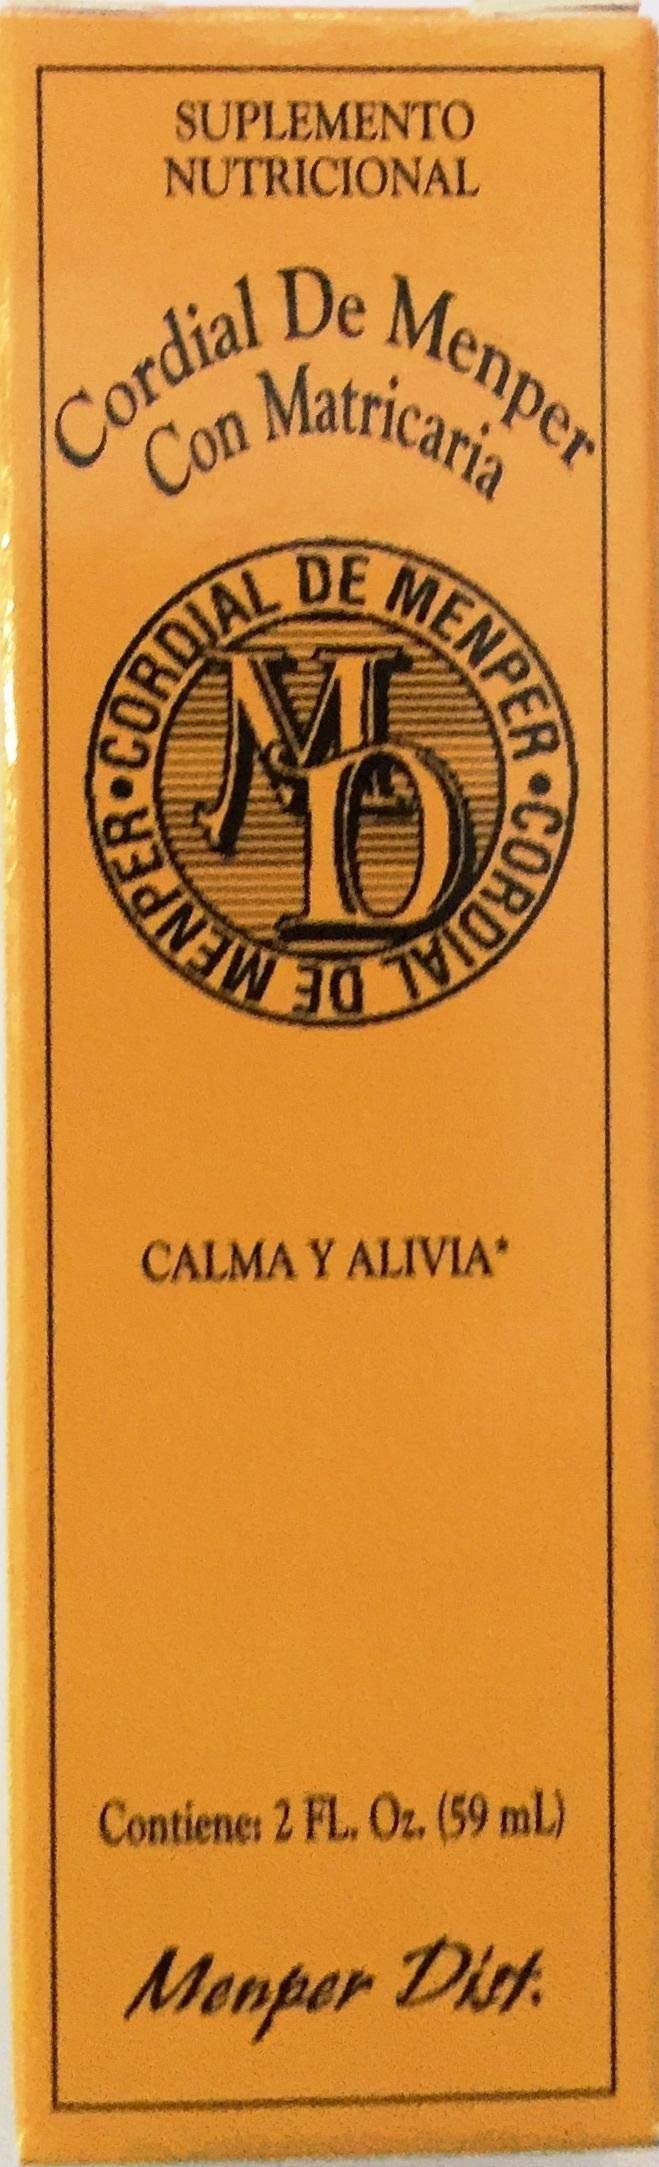 SUPLEMENTO
NUTRICIONAL
Cordial De Menper
Con Matricaria
CORDIAL DE MENPER • CORDIAL DE MENPER •
MD
CALMA Y ALIVIA*
Contiene: 2 FL. Oz. (59 mL)
Menper Dist.